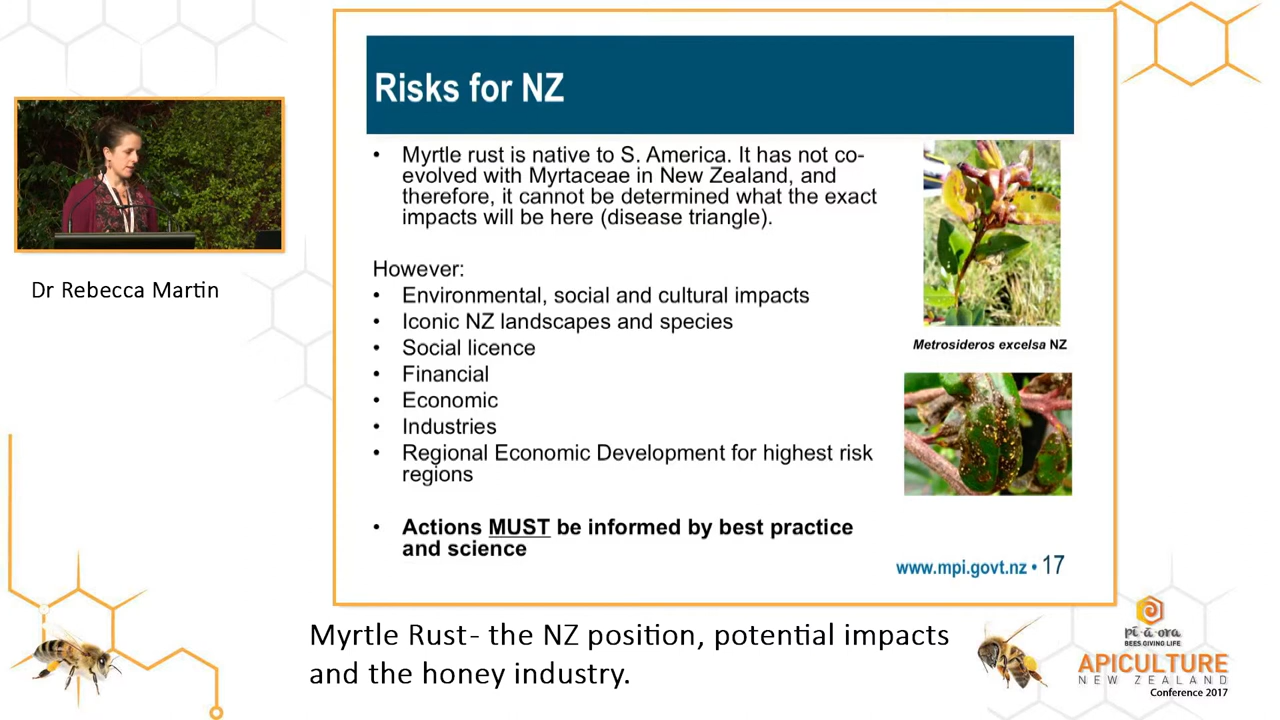 Risks for NZ
• Myrtle rust is native to S. America. It has not co-
evolved with Myrtaceae in New Zealand, and
therefore, it cannot be determined what the exact
impacts will be here (disease triangle).
However:
• Environmental, social and cultural impacts
• Iconic NZ landscapes and species
• Social licence
• Financial
• Economic
• Industries
• Regional Economic Development for highest risk
regions
• Actions MUST be informed by best practice
and science
Metrosideros excelsa NZ
www.mpi.govt.nz • 17
Dr Rebecca Martin
Myrtle Rust- the NZ position, potential impacts
and the honey industry.
pī-ā-ora
BEES GIVING LIFE
APICULTURE
NEW ZEALAND
Conference 2017